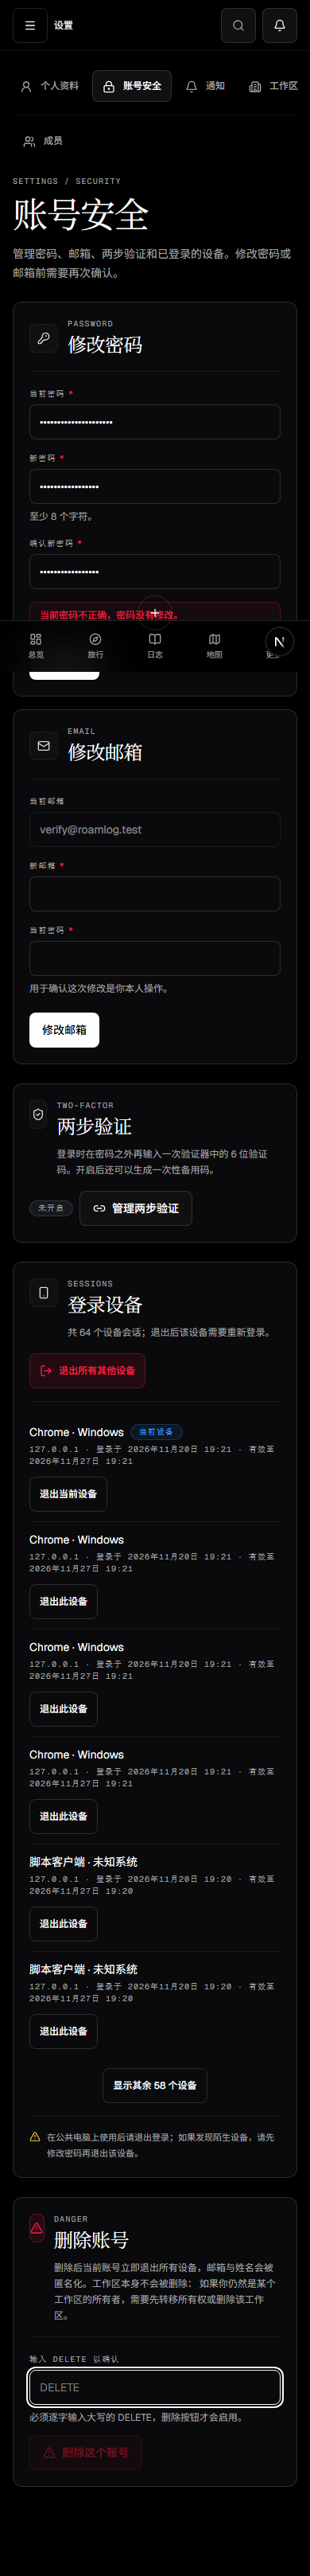 设置
个人资料
账号安全
通知
工作区
成员
SETTINGS / SECURITY
账号安全
管理密码、邮箱、两步验证和已登录的设备。修改密码或
邮箱前需要再次确认。
PASSWORD
修改密码
当前密码 *
•••••••••••••••••••••
新密码 *
•••••••••••••••••
至少 8 个字符。
确认新密码 *
•••••••••••••••••
当前密码不正确，密码没有修改。
总览
旅行
日志
地图
N
EMAIL
修改邮箱
当前邮箱
verify@roamlog.test
新邮箱 *
当前密码 *
用于确认这次修改是你本人操作。
修改邮箱
TWO-FACTOR
两步验证
登录时在密码之外再输入一次验证器中的 6 位验证
码。开启后还可以生成一次性备用码。
未开启
管理两步验证
SESSIONS
登录设备
共 64 个设备会话；退出后该设备需要重新登录。
退出所有其他设备
Chrome · Windows 当前设备
127.0.0.1 · 登录于 2026年11月20日 19:21 · 有效至
2026年11月27日 19:21
退出当前设备
Chrome · Windows
127.0.0.1 · 登录于 2026年11月20日 19:21 · 有效至
2026年11月27日 19:21
退出此设备
Chrome · Windows
127.0.0.1 · 登录于 2026年11月20日 19:21 · 有效至
2026年11月27日 19:21
退出此设备
Chrome · Windows
127.0.0.1 · 登录于 2026年11月20日 19:21 · 有效至
2026年11月27日 19:21
退出此设备
脚本客户端 · 未知系统
127.0.0.1 · 登录于 2026年11月20日 19:20 · 有效至
2026年11月27日 19:20
退出此设备
脚本客户端 · 未知系统
127.0.0.1 · 登录于 2026年11月20日 19:20 · 有效至
2026年11月27日 19:20
退出此设备
显示其余 58 个设备
在公共电脑上使用后请退出登录；如果发现陌生设备，请先
修改密码再退出该设备。
DANGER
删除账号
删除后当前账号立即退出所有设备，邮箱与姓名会被
匿名化。工作区本身不会被删除： 如果你仍然是某个
工作区的所有者，需要先转移所有权或删除该工作
区。
输入 DELETE 以确认
DELETE
必须逐字输入大写的 DELETE，删除按钮才会启用。
删除这个账号